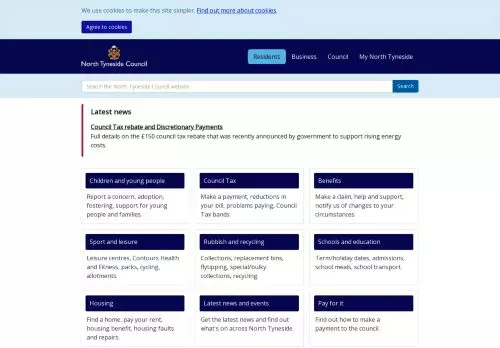 We use cookies to make this site simpler. Find out more about cookies.
Agree to cookies
North Tyneside Council
Residents
Business
Council
My North Tyneside
Search the North Tyneside Council website
Search
Latest news
Council Tax rebate and Discretionary Payments
Full details on the £150 council tax rebate that was recently announced by government to support rising energy
costs.
Children and young people
Report a concern, adoption,
fostering, support for young
people and families.
Council Tax
Make a payment, reductions in
your bill, problems paying, Council
Tax bands.
Benefits
Make a claim, help and support,
notify us of changes to your
circumstances
Sport and leisure
Leisure centres, Contours Health
and Fitness, parks, cycling,
allotments.
Rubbish and recycling
Collections, replacement bins,
flytipping, special/bulky
collections, recycling
Schools and education
Term/holiday dates, admissions,
school meals, school transport.
Housing
Find a home, pay your rent,
housing benefit, housing faults
and repairs.
Latest news and events
Get the latest news and find out
what's on across North Tyneside.
Pay for it
Find out how to make a
payment to the council.